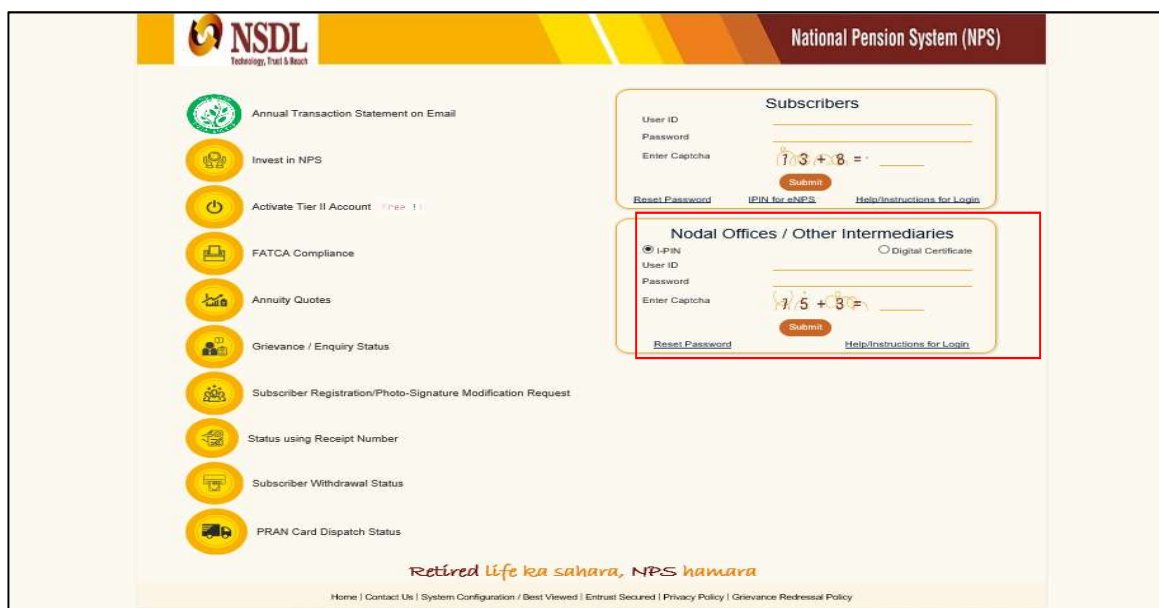 NSDL
Technology, Trust & Reach
National Pension System (NPS)
Annual Transaction Statement on Email
Invest in NPS
Activate Tier II Account Free !!
FATCA Compliance
Annuity Quotes
Grievance / Enquiry Status
Subscriber Registration/Photo-Signature Modification Request
Status using Receipt Number
Subscriber Withdrawal Status
PRAN Card Dispatch Status
Subscribers
User ID
Password
Enter Captcha 13 + 8 =
Submit
Reset Password IPIN for eNPS Help/Instructions for Login
Nodal Offices / Other Intermediaries
I-PIN Digital Certificate
User ID
Password
Enter Captcha 15 + 3 =
Submit
Reset Password Help/Instructions for Login
Retired life ka sahara, NPS hamara
Home | Contact Us | System Configuration / Best Viewed | Entrust Secured | Privacy Policy | Grievance Redressal Policy